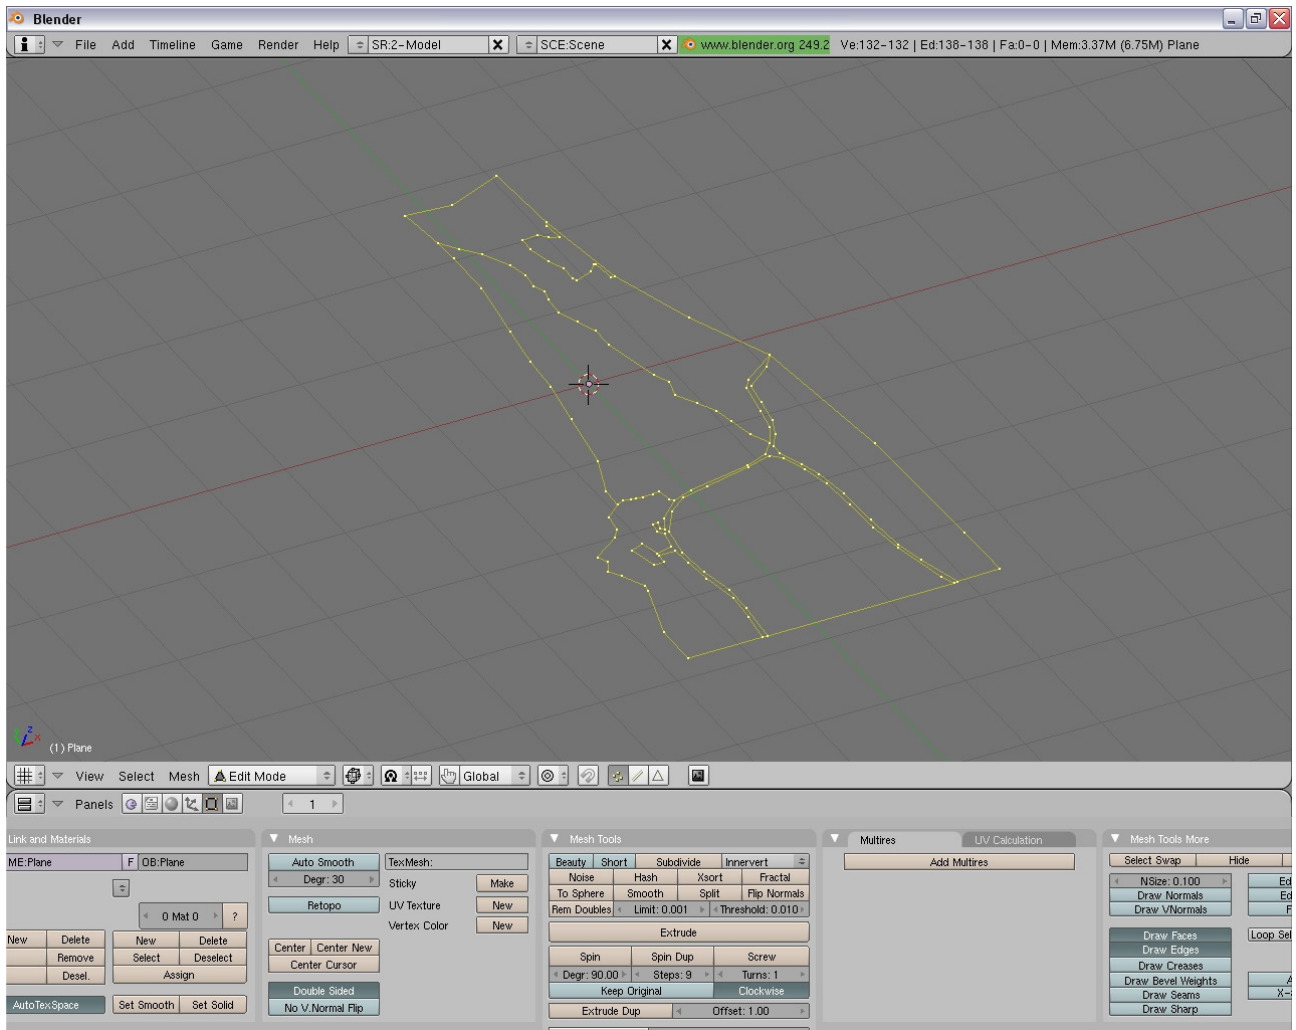 Blender
File Add Timeline Game Render Help SR:2-Model SCE:Scene www.blender.org 249.2 Ve:132-132 | Ed:138-138 | Fa:0-0 | Mem:3.37M (6.75M) Plane
z
x
(1) Plane
View Select Mesh Edit Mode Global
Panels 1
Link and Materials Mesh Mesh Tools Multires UV Calculation Mesh Tools More
ME:Plane F OB:Plane Auto Smooth TexMesh: Beauty Short Subdivide Innervert Add Multires Select Swap Hide
Degr: 30 Sticky Make Noise Hash Xsort Fractal NSize: 0.100 Ed
0 Mat 0 ? Retopo UV Texture New To Sphere Smooth Split Flip Normals Draw Normals Ed
Vertex Color New Rem Doubles Limit: 0.001 Threshold: 0.010 Draw VNormals F
Extrude
New Delete New Delete Center Center New Draw Faces Loop Sel
Remove Select Deselect Center Cursor Spin Spin Dup Screw Draw Edges
Desel. Assign Degr: 90.00 Steps: 9 Turns: 1 Draw Creases
Double Sided Keep Original Clockwise Draw Bevel Weights A
AutoTexSpace Set Smooth Set Solid No V.Normal Flip Extrude Dup Offset: 1.00 Draw Seams X-
Draw Sharp